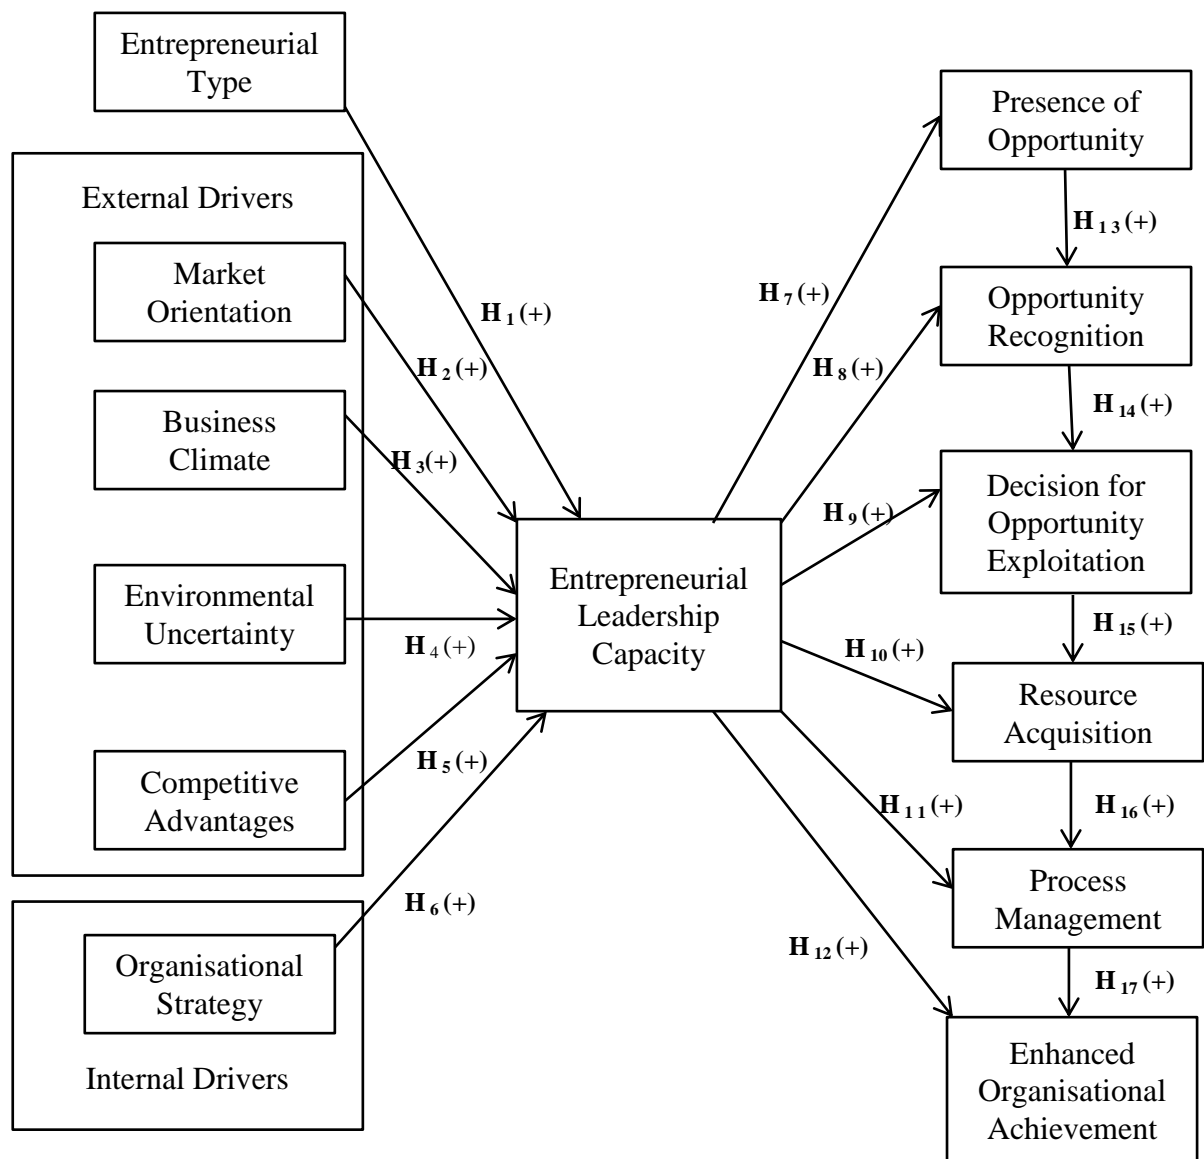 Entrepreneurial
Type
External Drivers
Market
Orientation
Business
Climate
Environmental
Uncertainty
Competitive
Advantages
Organisational
Strategy
Internal Drivers
H1(+)
H2(+)
H3(+)
H4(+)
H5(+)
H6(+)
Entrepreneurial
Leadership
Capacity
H7(+)
H8(+)
H9(+)
H10(+)
H11(+)
H12(+)
Presence of
Opportunity
H13(+)
Opportunity
Recognition
H14(+)
Decision for
Opportunity
Exploitation
H15(+)
Resource
Acquisition
H16(+)
Process
Management
H17(+)
Enhanced
Organisational
Achievement